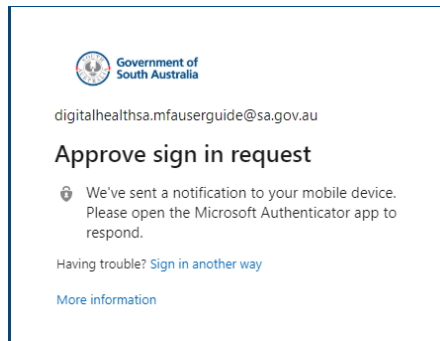 Government of
South Australia
digitalhealthsa.mfauserguide@sa.gov.au
Approve sign in request
We've sent a notification to your mobile device.
Please open the Microsoft Authenticator app to
respond.
Having trouble? Sign in another way
More information